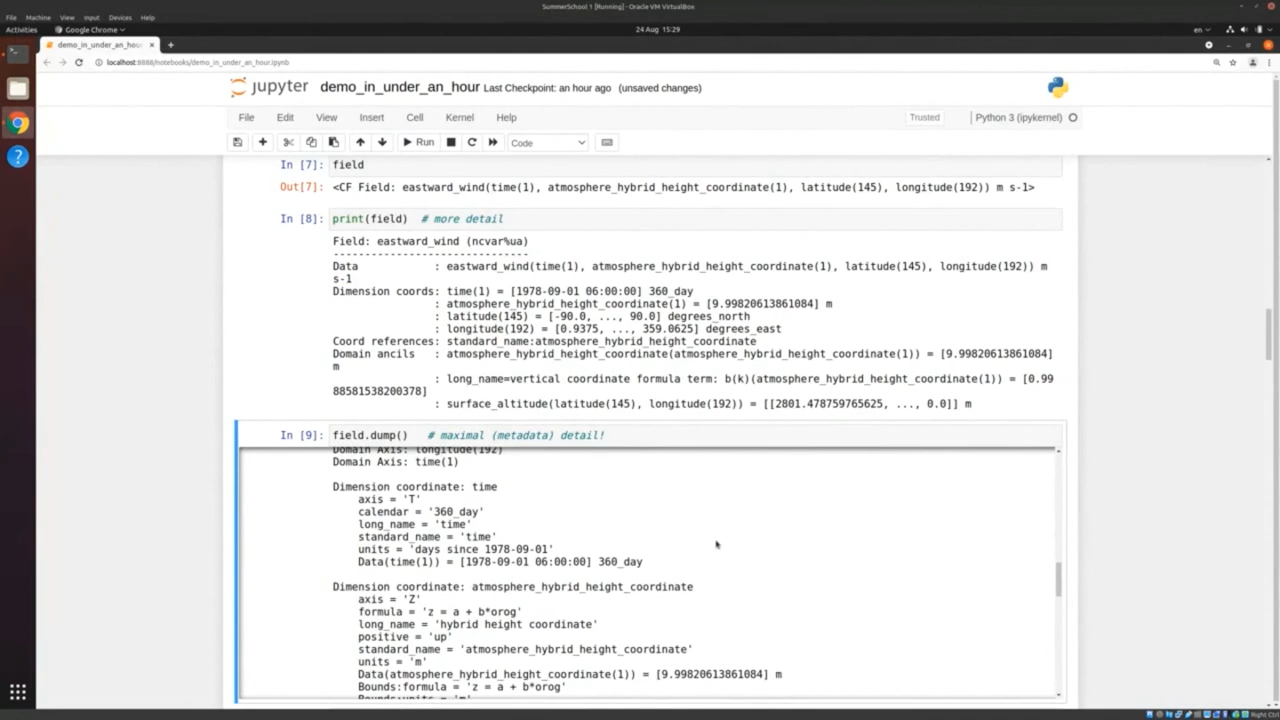 SummerSchool 1 [Running] - Oracle VM VirtualBox
File Machine View Input Devices Help
Activities Google Chrome 24 Aug 15:29 en
demo_in_under_an_hou
localhost:8888/notebooks/demo_in_under_an_hour.ipynb
jupyter demo_in_under_an_hour Last Checkpoint: an hour ago (unsaved changes)
File Edit View Insert Cell Kernel Help Trusted Python 3 (ipykernel)
Run Code
In [7]: field
Out[7]: <CF Field: eastward_wind(time(1), atmosphere_hybrid_height_coordinate(1), latitude(145), longitude(192)) m s-1>
In [8]: print(field) # more detail
Field: eastward_wind (ncvar%ua)
-------------------------------
Data : eastward_wind(time(1), atmosphere_hybrid_height_coordinate(1), latitude(145), longitude(192)) m
s-1
Dimension coords: time(1) = [1978-09-01 06:00:00] 360_day
: atmosphere_hybrid_height_coordinate(1) = [9.99820613861084] m
: latitude(145) = [-90.0, ..., 90.0] degrees_north
: longitude(192) = [0.9375, ..., 359.0625] degrees_east
Coord references: standard_name:atmosphere_hybrid_height_coordinate
Domain ancils : atmosphere_hybrid_height_coordinate(atmosphere_hybrid_height_coordinate(1)) = [9.99820613861084]
m
: long_name=vertical coordinate formula term: b(k)(atmosphere_hybrid_height_coordinate(1)) = [0.99
88581538200378]
: surface_altitude(latitude(145), longitude(192)) = [[2801.478759765625, ..., 0.0]] m
In [9]: field.dump() # maximal (metadata) detail!
Domain Axis: longitude(192)
Domain Axis: time(1)
Dimension coordinate: time
axis = 'T'
calendar = '360_day'
long_name = 'time'
standard_name = 'time'
units = 'days since 1978-09-01'
Data(time(1)) = [1978-09-01 06:00:00] 360_day
Dimension coordinate: atmosphere_hybrid_height_coordinate
axis = 'Z'
formula = 'z = a + b*orog'
long_name = 'hybrid height coordinate'
positive = 'up'
standard_name = 'atmosphere_hybrid_height_coordinate'
units = 'm'
Data(atmosphere_hybrid_height_coordinate(1)) = [9.99820613861084] m
Bounds:formula = 'z = a + b*orog'
Bounds:units = 'm'
Right Ctrl